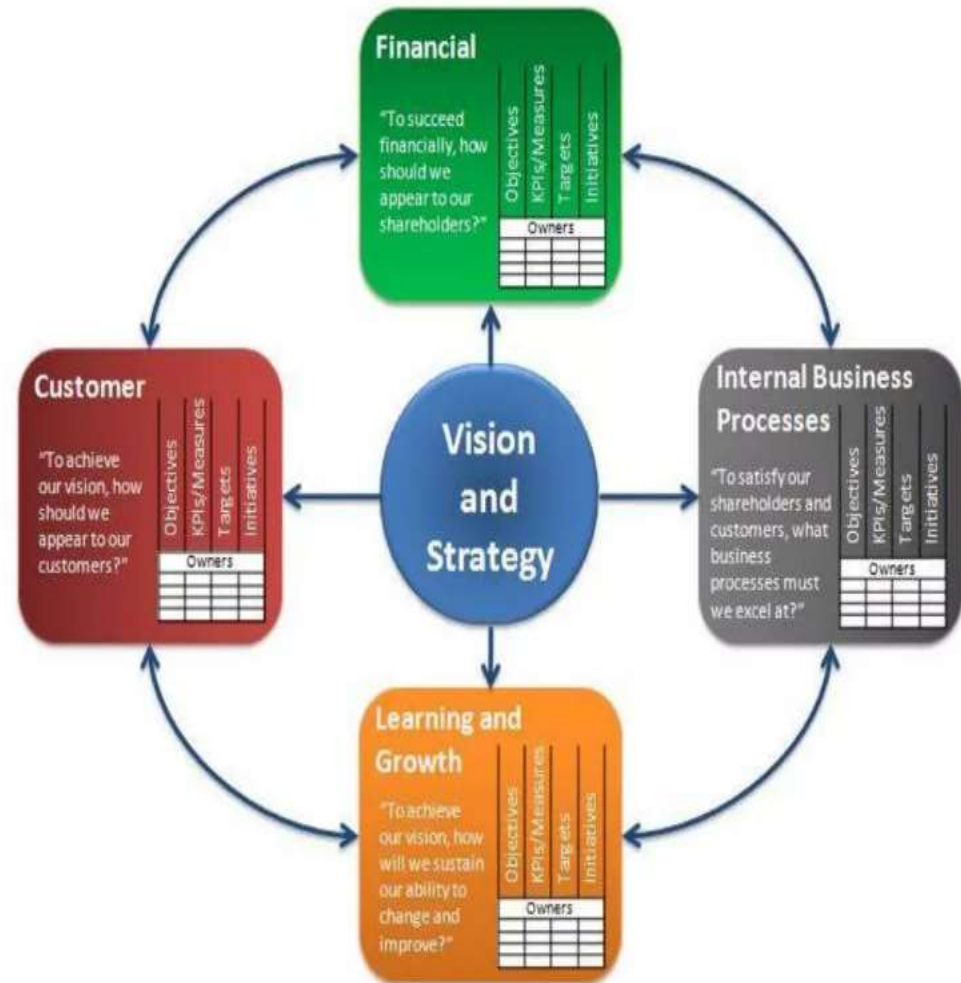 Financial
"To succeed
financially, how
should we
appear to our
shareholders?"
Objectives
KPIs/Measures
Targets
Initiatives
Owners
Customer
"To achieve
our vision, how
should we
appear to our
customers?"
Objectives
KPIs/Measures
Targets
Initiatives
Owners
Vision
and
Strategy
Internal Business
Processes
"To satisfy our
shareholders and
customers, what
business
processes must
we excel at?"
Objectives
KPIs/Measures
Targets
Initiatives
Owners
Learning and
Growth
"To achieve
our vision, how
will we sustain
our ability to
change and
improve?"
Objectives
KPIs/Measures
Targets
Initiatives
Owners